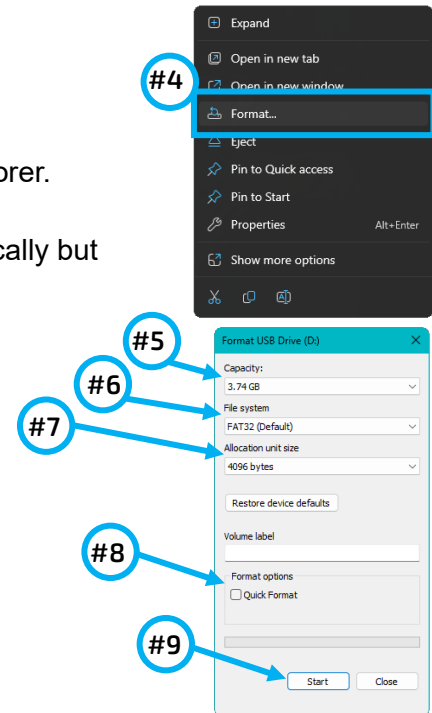 Expand
Open in new tab
#4
Open in new window
Format...
Eject
orer.
Pin to Quick access
Pin to Start
Properties Alt+Enter
cally but
Show more options
#5
Format USB Drive (D:)
Capacity:
3.74 GB
#6
File system
FAT32 (Default)
#7
Allocation unit size
4096 bytes
Restore device defaults
Volume label
#8
Format options
Quick Format
#9
Start Close